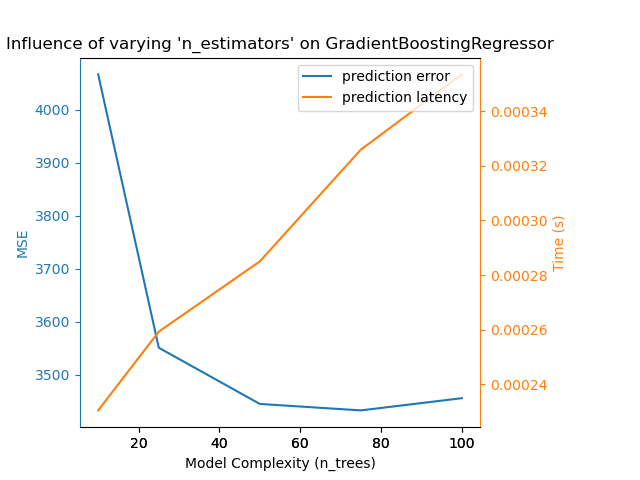 Influence of varying 'n_estimators' on GradientBoostingRegressor
prediction error
prediction latency
4000
3900
3800
3700
3600
3500
MSE
0.00034
0.00032
0.00030
0.00028
0.00026
0.00024
Time (s)
20 40 60 80 100
Model Complexity (n_trees)